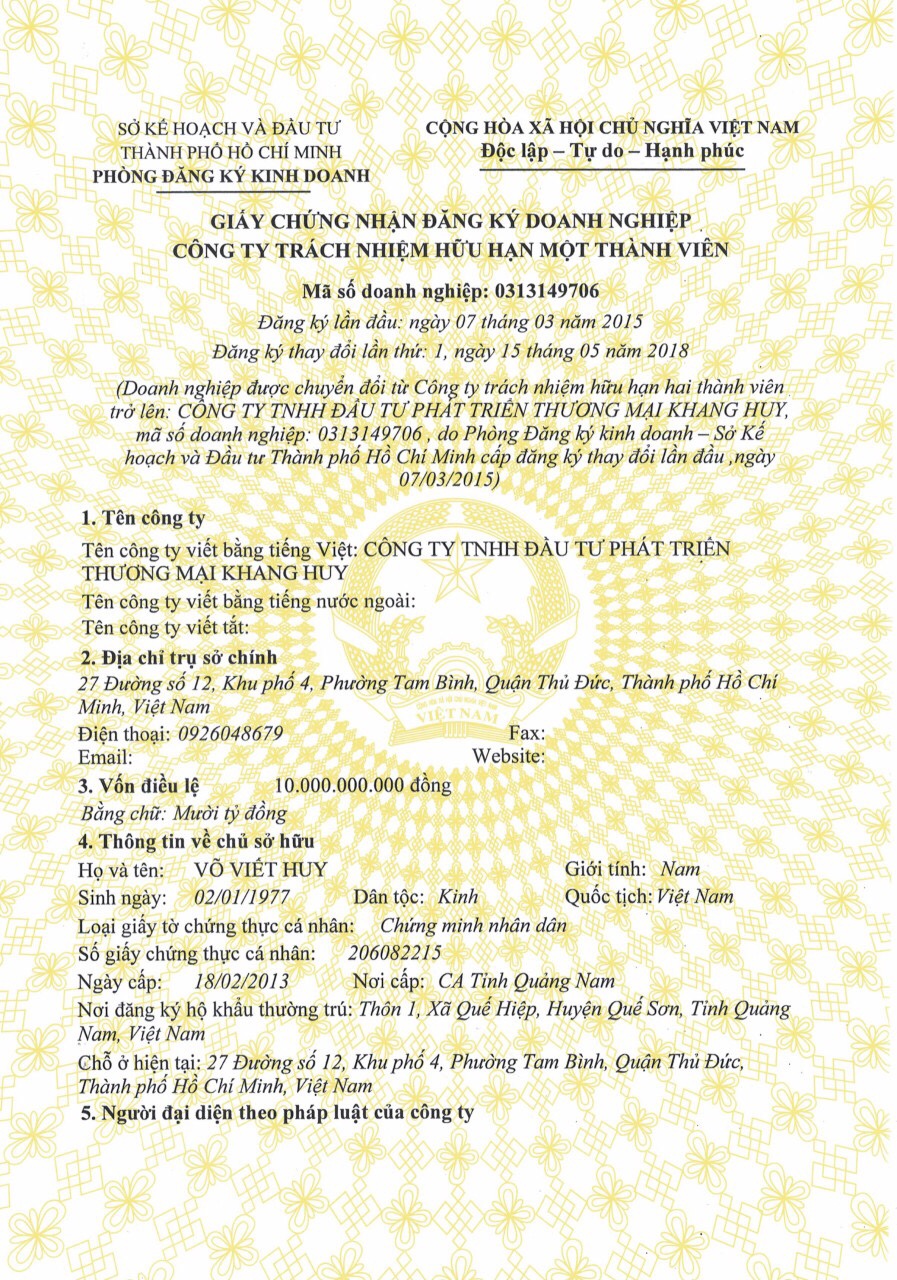 SỞ KẾ HOẠCH VÀ ĐẦU TƯ
THÀNH PHỐ HỒ CHÍ MINH
PHÒNG ĐĂNG KÝ KINH DOANH
CỘNG HÒA XÃ HỘI CHỦ NGHĨA VIỆT NAM
Độc lập – Tự do – Hạnh phúc
GIẤY CHỨNG NHẬN ĐĂNG KÝ DOANH NGHIỆP
CÔNG TY TRÁCH NHIỆM HỮU HẠN MỘT THÀNH VIÊN
Mã số doanh nghiệp: 0313149706
Đăng ký lần đầu: ngày 07 tháng 03 năm 2015
Đăng ký thay đổi lần thứ: 1, ngày 15 tháng 05 năm 2018
(Doanh nghiệp được chuyển đổi từ Công ty trách nhiệm hữu hạn hai thành viên
trở lên: CÔNG TY TNHH ĐẦU TƯ PHÁT TRIỂN THƯƠNG MẠI KHANG HUY,
mã số doanh nghiệp: 0313149706 , do Phòng Đăng ký kinh doanh – Sở Kế
hoạch và Đầu tư Thành phố Hồ Chí Minh cấp đăng ký thay đổi lần đầu ,ngày
07/03/2015)
1. Tên công ty
Tên công ty viết bằng tiếng Việt: CÔNG TY TNHH ĐẦU TƯ PHÁT TRIỂN
THƯƠNG MẠI KHANG HUY
Tên công ty viết bằng tiếng nước ngoài:
Tên công ty viết tắt:
2. Địa chỉ trụ sở chính
27 Đường số 12, Khu phố 4, Phường Tam Bình, Quận Thủ Đức, Thành phố Hồ Chí
Minh, Việt Nam
VIỆT NAM
Điện thoại: 0926048679 Fax:
Email: Website:
3. Vốn điều lệ 10.000.000.000 đồng
Bằng chữ: Mười tỷ đồng
4. Thông tin về chủ sở hữu
Họ và tên: VÕ VIẾT HUY Giới tính: Nam
Sinh ngày: 02/01/1977 Dân tộc: Kinh Quốc tịch: Việt Nam
Loại giấy tờ chứng thực cá nhân: Chứng minh nhân dân
Số giấy chứng thực cá nhân: 206082215
Ngày cấp: 18/02/2013 Nơi cấp: CA Tỉnh Quảng Nam
Nơi đăng ký hộ khẩu thường trú: Thôn 1, Xã Quế Hiệp, Huyện Quế Sơn, Tỉnh Quảng
Nam, Việt Nam
Chỗ ở hiện tại: 27 Đường số 12, Khu phố 4, Phường Tam Bình, Quận Thủ Đức,
Thành phố Hồ Chí Minh, Việt Nam
5. Người đại diện theo pháp luật của công ty